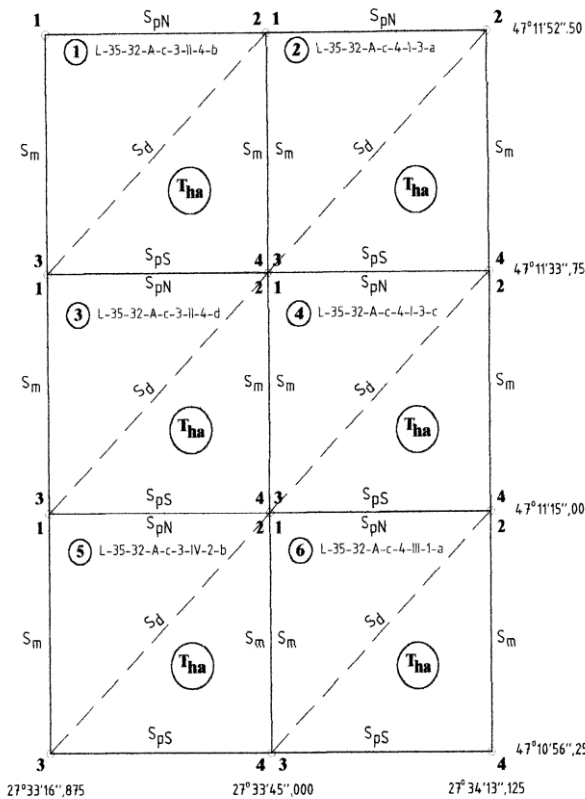 1 SpN 2 1 SpN 2 47°11'52".50
1 L-35-32-A-c-3-II-4-b 2 L-35-32-A-c-4-I-3-a
Sm Sd Sm Sm Sd Sm
Tha Tha
3 SpS 4 3 SpS 4 47°11'33",75
1 SpN 2 1 SpN 2
3 L-35-32-A-c-3-II-4-d 4 L-35-32-A-c-4-I-3-c
Sm Sd Sm Sm Sd Sm
Tha Tha
3 SpS 4 3 SpS 4 47°11'15",00
1 SpN 2 1 SpN 2
5 L-35-32-A-c-3-IV-2-b 6 L-35-32-A-c-4-III-1-a
Sm Sd Sm Sm Sd Sm
Tha Tha
3 SpS 4 3 SpS 4 47°10'56",25
27°33'16",875 27°33'45",000 27°34'13",125